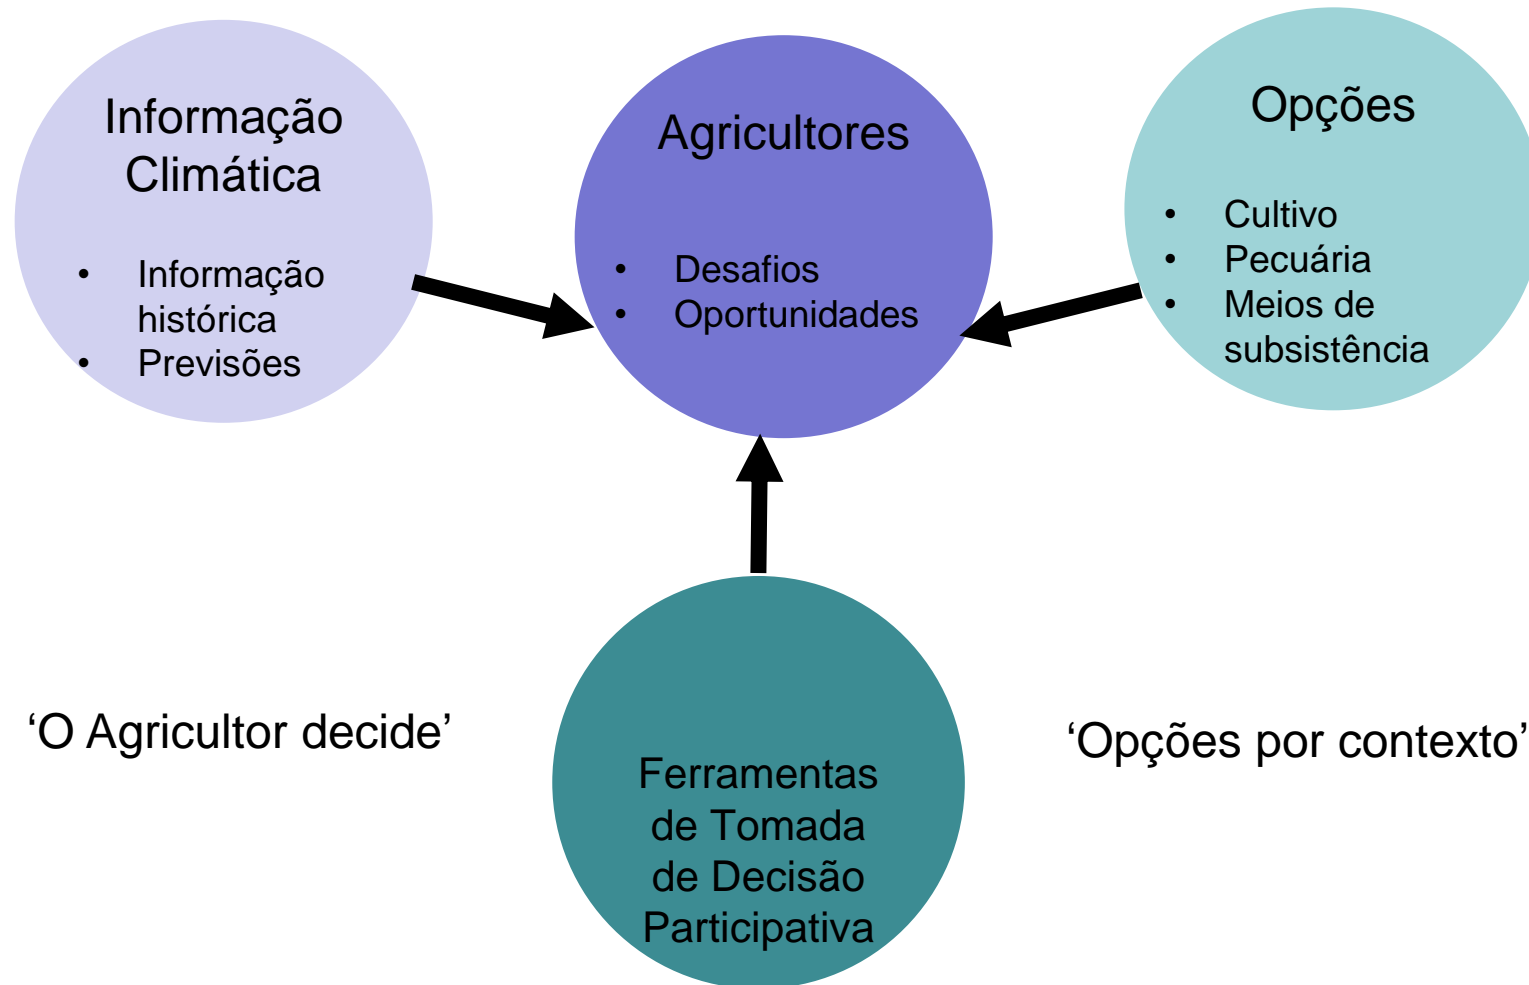 Informação
Climática
• Informação
histórica
• Previsões
Agricultores
• Desafios
• Oportunidades
Opções
• Cultivo
• Pecuária
• Meios de
subsistência
‘O Agricultor decide’
Ferramentas
de Tomada
de Decisão
Participativa
‘Opções por contexto’